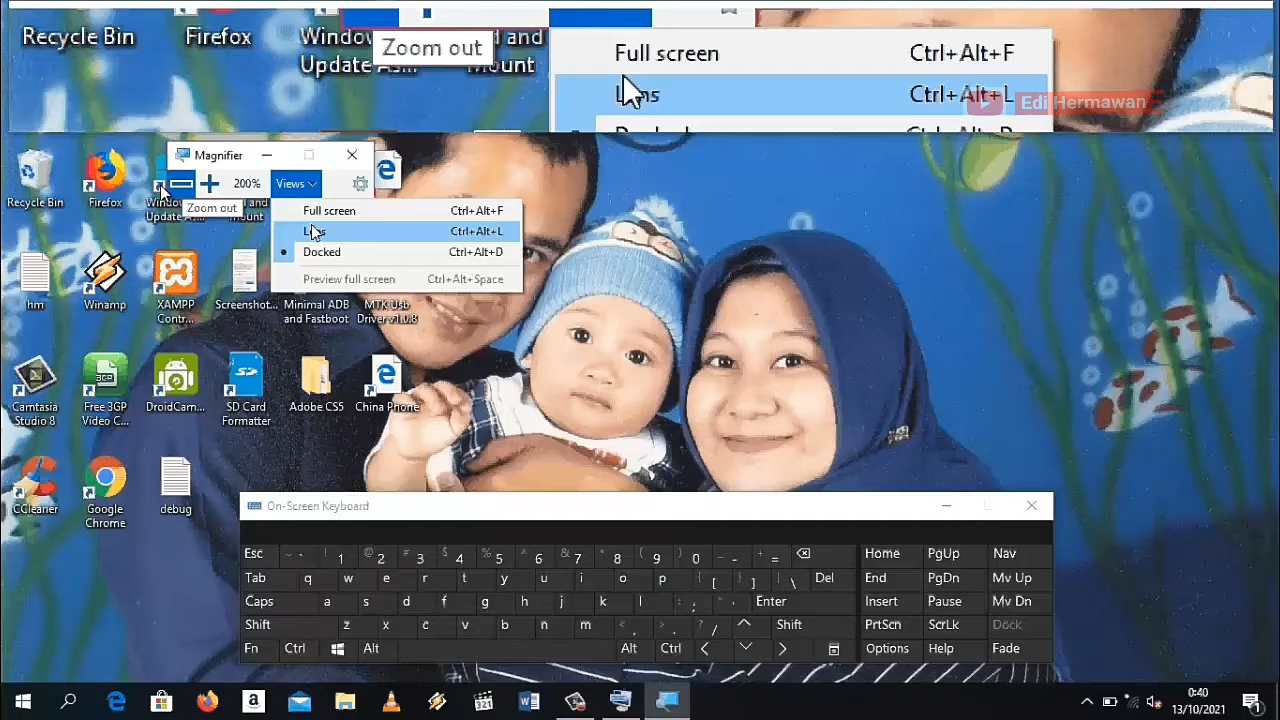 Recycle Bin
Firefox
Update
Mount
Zoom out
Full screen
Ctrl+Alt+F
Ctrl+Alt+L
Edi Hermawan
Magnifier
200%
Views
Zoom out
Full screen
Ctrl+Alt+F
Ctrl+Alt+L
Docked
Ctrl+Alt+D
Preview full screen
Ctrl+Alt+Space
Recycle Bin
Firefox
Update
Mount
hm
Winamp
XAMPP
Contr...
Screenshot...
Minimal ADB
and Fastboot
MTK Usb
Driver v1.0.8
Camtasia
Studio 8
Free 3GP
Video C...
DroidCam...
SD Card
Formatter
Adobe CS5
China Phone
CCleaner
Google
Chrome
debug
On-Screen Keyboard
Esc ~ ` ! 1 @ 2 # 3 $ 4 % 5 ^ 6 & 7 * 8 ( 9 ) 0 _ - + = Home PgUp Nav
Tab q w e r t y u i o p { [ } ] | \ Del End PgDn Mv Up
Caps a s d f g h j k l : ; " ' Enter Insert Pause Mv Dn
Shift z x c v b n m < , > . ? / Shift PrtScn ScrLk Dock
Fn Ctrl Alt Alt Ctrl Options Help Fade
0:40
13/10/2021